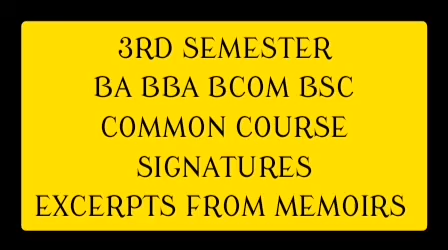 3RD SEMESTER
BA BBA BCOM BSC
COMMON COURSE
SIGNATURES
EXCERPTS FROM MEMOIRS